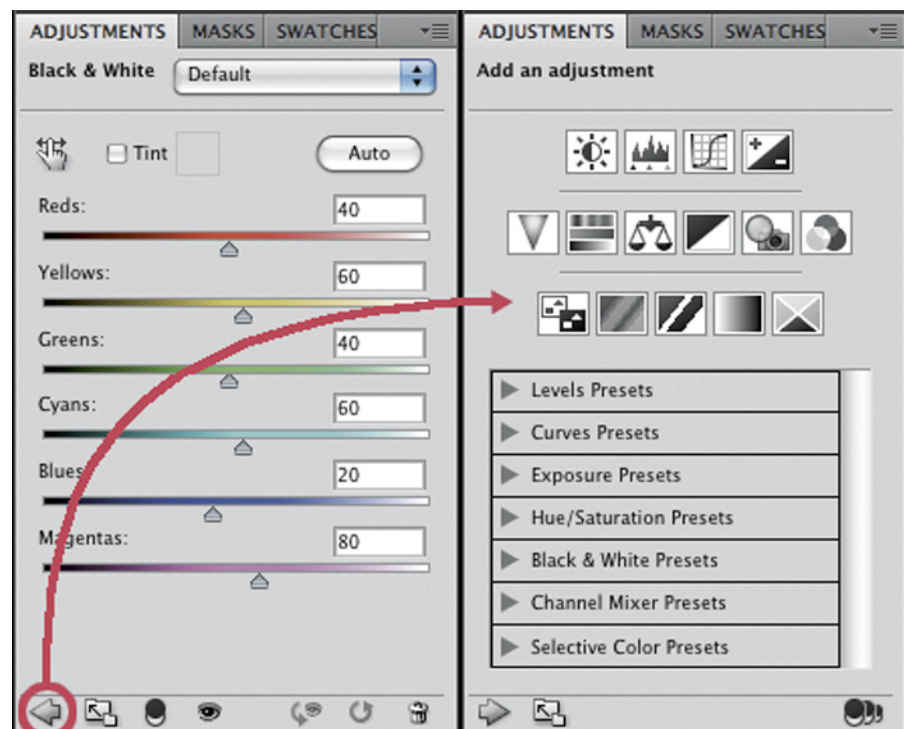 ADJUSTMENTS MASKS SWATCHES
Black & White Default
Tint Auto
Reds: 40
Yellows: 60
Greens: 40
Cyans: 60
Blues 20
Magentas: 80
ADJUSTMENTS MASKS SWATCHES
Add an adjustment
Levels Presets
Curves Presets
Exposure Presets
Hue/Saturation Presets
Black & White Presets
Channel Mixer Presets
Selective Color Presets